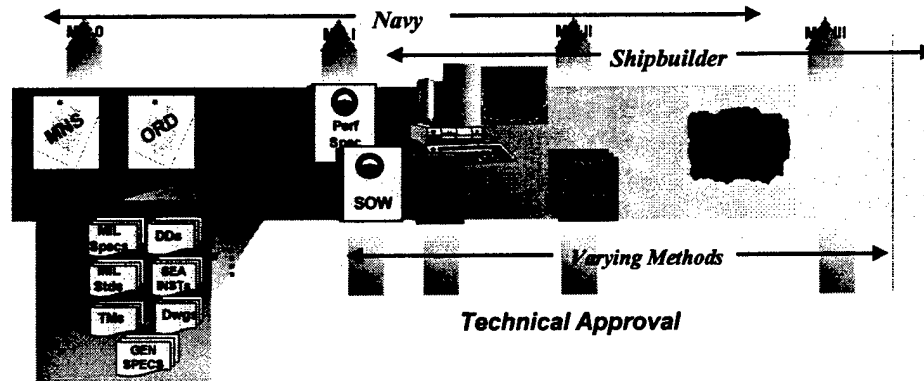 Navy
Shipbuilder
MNS
ORD
Perf
Spec
SOW
MIL
Specs
DDs
MIL
Stds
SEA
INSTs
TMs
Dwgs
GEN
SPECS
Varying Methods
Technical Approval